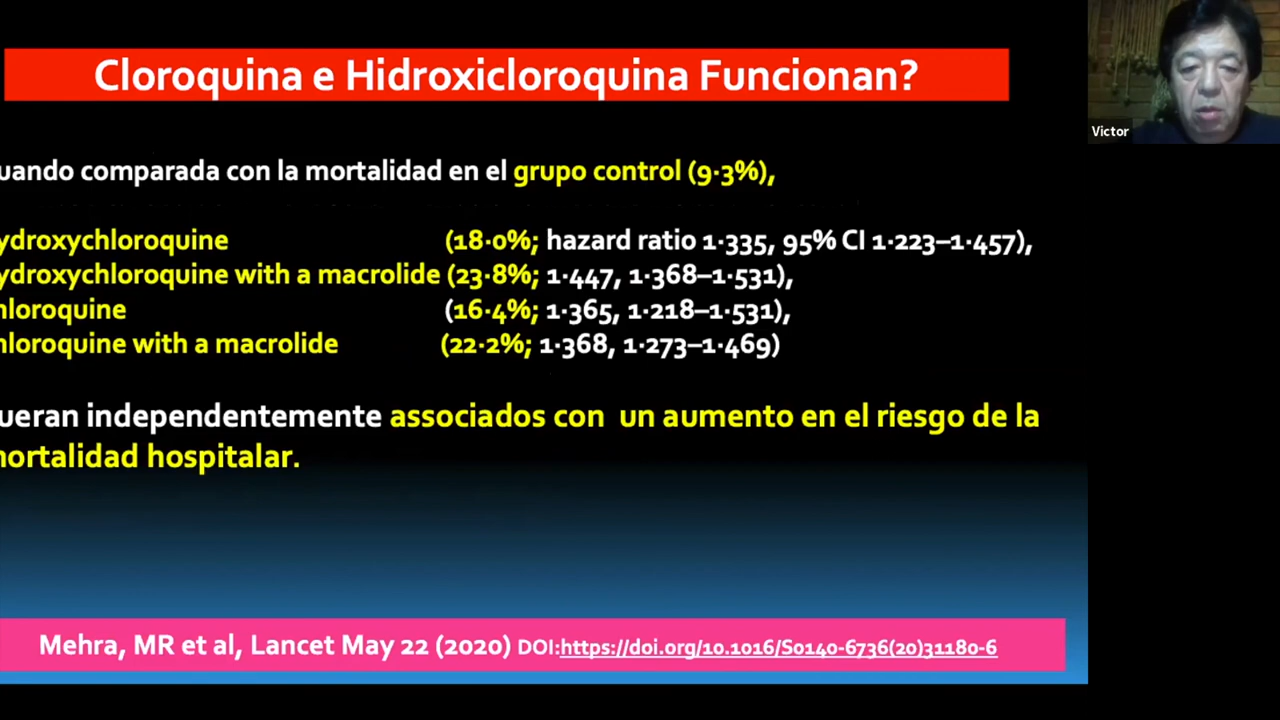 Cloroquina e Hidroxicloroquina Funcionan?
Victor
uando comparada con la mortalidad en el grupo control (9·3%),
ydroxychloroquine (18·0%; hazard ratio 1·335, 95% CI 1·223–1·457),
ydroxychloroquine with a macrolide (23·8%; 1·447, 1·368–1·531),
hloroquine (16·4%; 1·365, 1·218–1·531),
hloroquine with a macrolide (22·2%; 1·368, 1·273–1·469)
ueran independentemente associados con un aumento en el riesgo de la
mortalidad hospitalar.
Mehra, MR et al, Lancet May 22 (2020) DOI:https://doi.org/10.1016/S0140-6736(20)31180-6